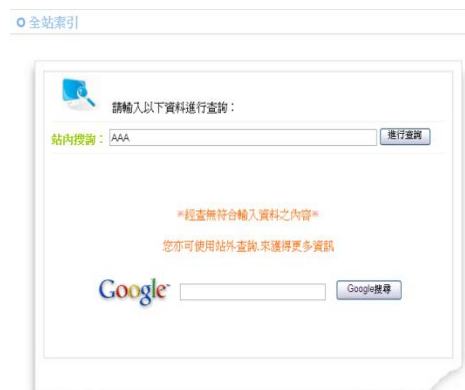 全站索引
請輸入以下資料進行查詢：
站內搜詢：AAA 進行查詢
*經查無符合輸入資料之內容*
您亦可使用站外查詢.來獲得更多資訊
Google Google搜尋